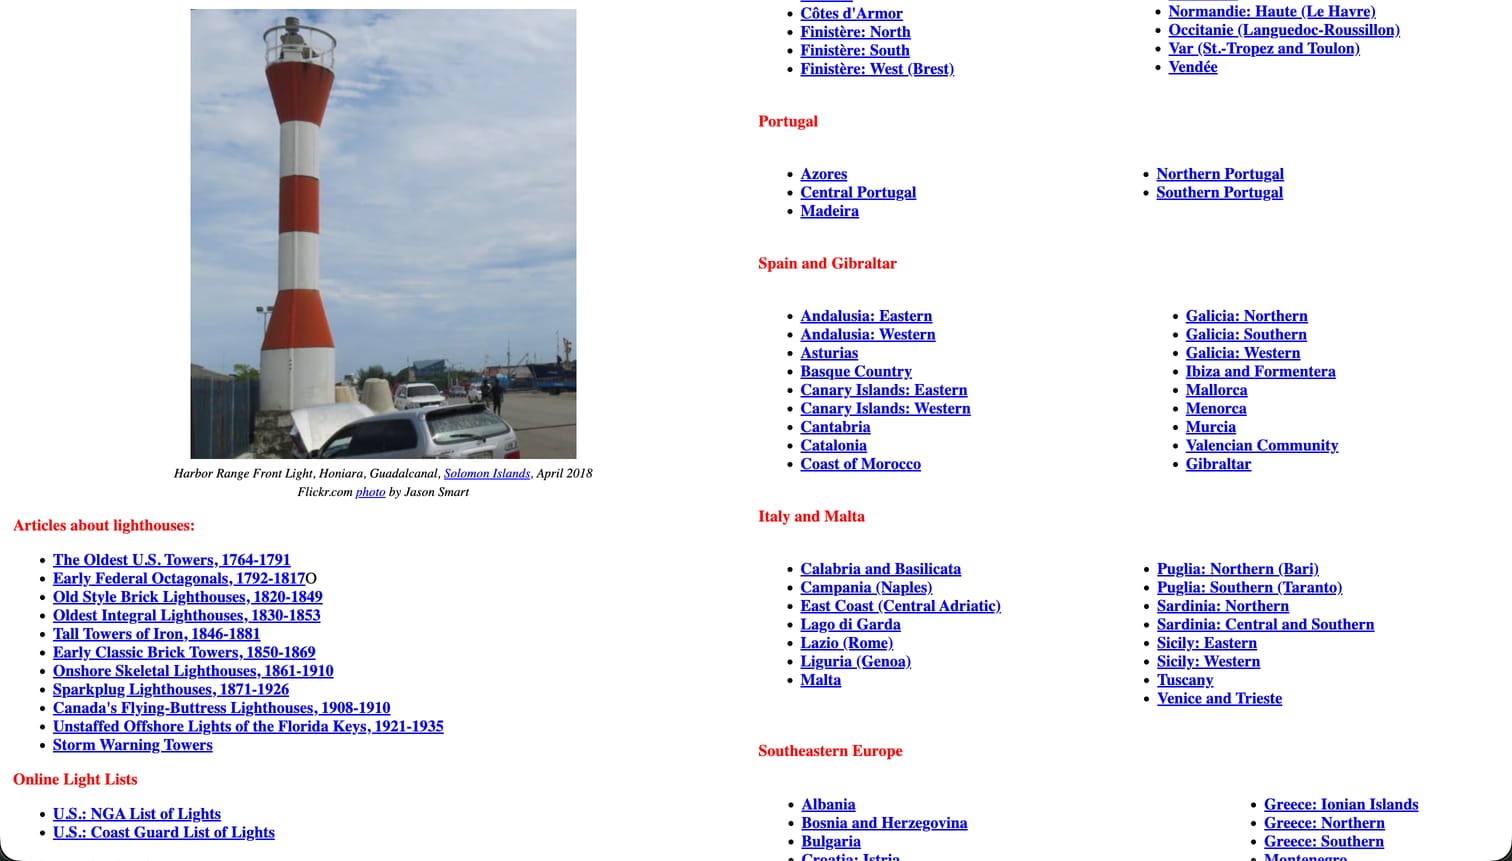 Harbor Range Front Light, Honiara, Guadalcanal, Solomon Islands, April 2018
Flickr.com photo by Jason Smart
Articles about lighthouses:
The Oldest U.S. Towers, 1764-1791
Early Federal Octagonals, 1792-1817O
Old Style Brick Lighthouses, 1820-1849
Oldest Integral Lighthouses, 1830-1853
Tall Towers of Iron, 1846-1881
Early Classic Brick Towers, 1850-1869
Onshore Skeletal Lighthouses, 1861-1910
Sparkplug Lighthouses, 1871-1926
Canada's Flying-Buttress Lighthouses, 1908-1910
Unstaffed Offshore Lights of the Florida Keys, 1921-1935
Storm Warning Towers
Online Light Lists
U.S.: NGA List of Lights
U.S.: Coast Guard List of Lights
Côtes d'Armor
Finistère: North
Finistère: South
Finistère: West (Brest)
Normandie: Haute (Le Havre)
Occitanie (Languedoc-Roussillon)
Var (St.-Tropez and Toulon)
Vendée
Portugal
Azores
Central Portugal
Madeira
Northern Portugal
Southern Portugal
Spain and Gibraltar
Andalusia: Eastern
Andalusia: Western
Asturias
Basque Country
Canary Islands: Eastern
Canary Islands: Western
Cantabria
Catalonia
Coast of Morocco
Galicia: Northern
Galicia: Southern
Galicia: Western
Ibiza and Formentera
Mallorca
Menorca
Murcia
Valencian Community
Gibraltar
Italy and Malta
Calabria and Basilicata
Campania (Naples)
East Coast (Central Adriatic)
Lago di Garda
Lazio (Rome)
Liguria (Genoa)
Malta
Puglia: Northern (Bari)
Puglia: Southern (Taranto)
Sardinia: Northern
Sardinia: Central and Southern
Sicily: Eastern
Sicily: Western
Tuscany
Venice and Trieste
Southeastern Europe
Albania
Bosnia and Herzegovina
Bulgaria
Croatia: Istria
Greece: Ionian Islands
Greece: Northern
Greece: Southern
Montenegro